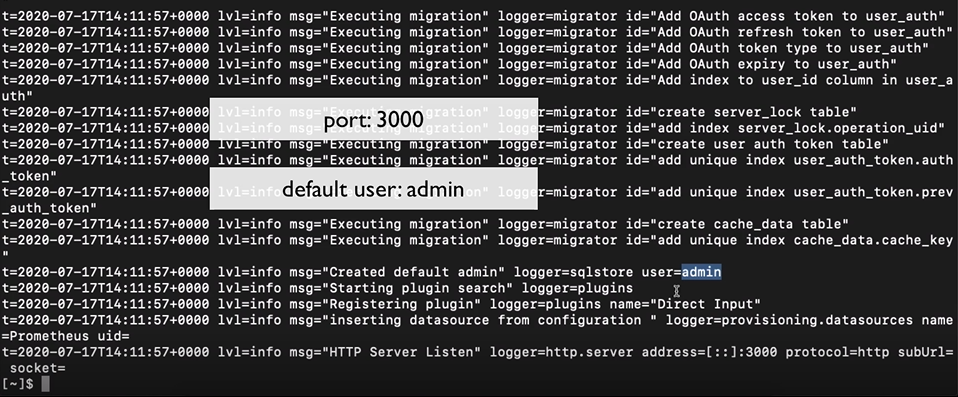 t=2020-07-17T14:11:57+0000 lvl=info msg="Executing migration" logger=migrator id="Add OAuth access token to user_auth"
t=2020-07-17T14:11:57+0000 lvl=info msg="Executing migration" logger=migrator id="Add OAuth refresh token to user_auth"
t=2020-07-17T14:11:57+0000 lvl=info msg="Executing migration" logger=migrator id="Add OAuth token type to user_auth"
t=2020-07-17T14:11:57+0000 lvl=info msg="Executing migration" logger=migrator id="Add OAuth expiry to user_auth"
t=2020-07-17T14:11:57+0000 lvl=info msg="Executing migration" logger=migrator id="Add index to user_id column in user_a
uth"
t=2020-07-17T14:11:57+0000 lvl=info msg="Executing migration" logger=migrator id="create server_lock table"
port: 3000
t=2020-07-17T14:11:57+0000 lvl=info msg="Executing migration" logger=migrator id="add index server_lock.operation_uid"
t=2020-07-17T14:11:57+0000 lvl=info msg="Executing migration" logger=migrator id="create user auth token table"
t=2020-07-17T14:11:57+0000 lvl=info msg="Executing migration" logger=migrator id="add unique index user_auth_token.auth
_token"
default user: admin
t=2020-07-17T14:11:57+0000 lvl=info msg="Executing migration" logger=migrator id="add unique index user_auth_token.prev
_auth_token"
t=2020-07-17T14:11:57+0000 lvl=info msg="Executing migration" logger=migrator id="create cache_data table"
t=2020-07-17T14:11:57+0000 lvl=info msg="Executing migration" logger=migrator id="add unique index cache_data.cache_key
"
t=2020-07-17T14:11:57+0000 lvl=info msg="Created default admin" logger=sqlstore user=admin
t=2020-07-17T14:11:57+0000 lvl=info msg="Starting plugin search" logger=plugins
t=2020-07-17T14:11:57+0000 lvl=info msg="Registering plugin" logger=plugins name="Direct Input"
t=2020-07-17T14:11:57+0000 lvl=info msg="inserting datasource from configuration " logger=provisioning.datasources name
=Prometheus uid=
t=2020-07-17T14:11:57+0000 lvl=info msg="HTTP Server Listen" logger=http.server address=[::]:3000 protocol=http subUrl=
socket=
[~]$